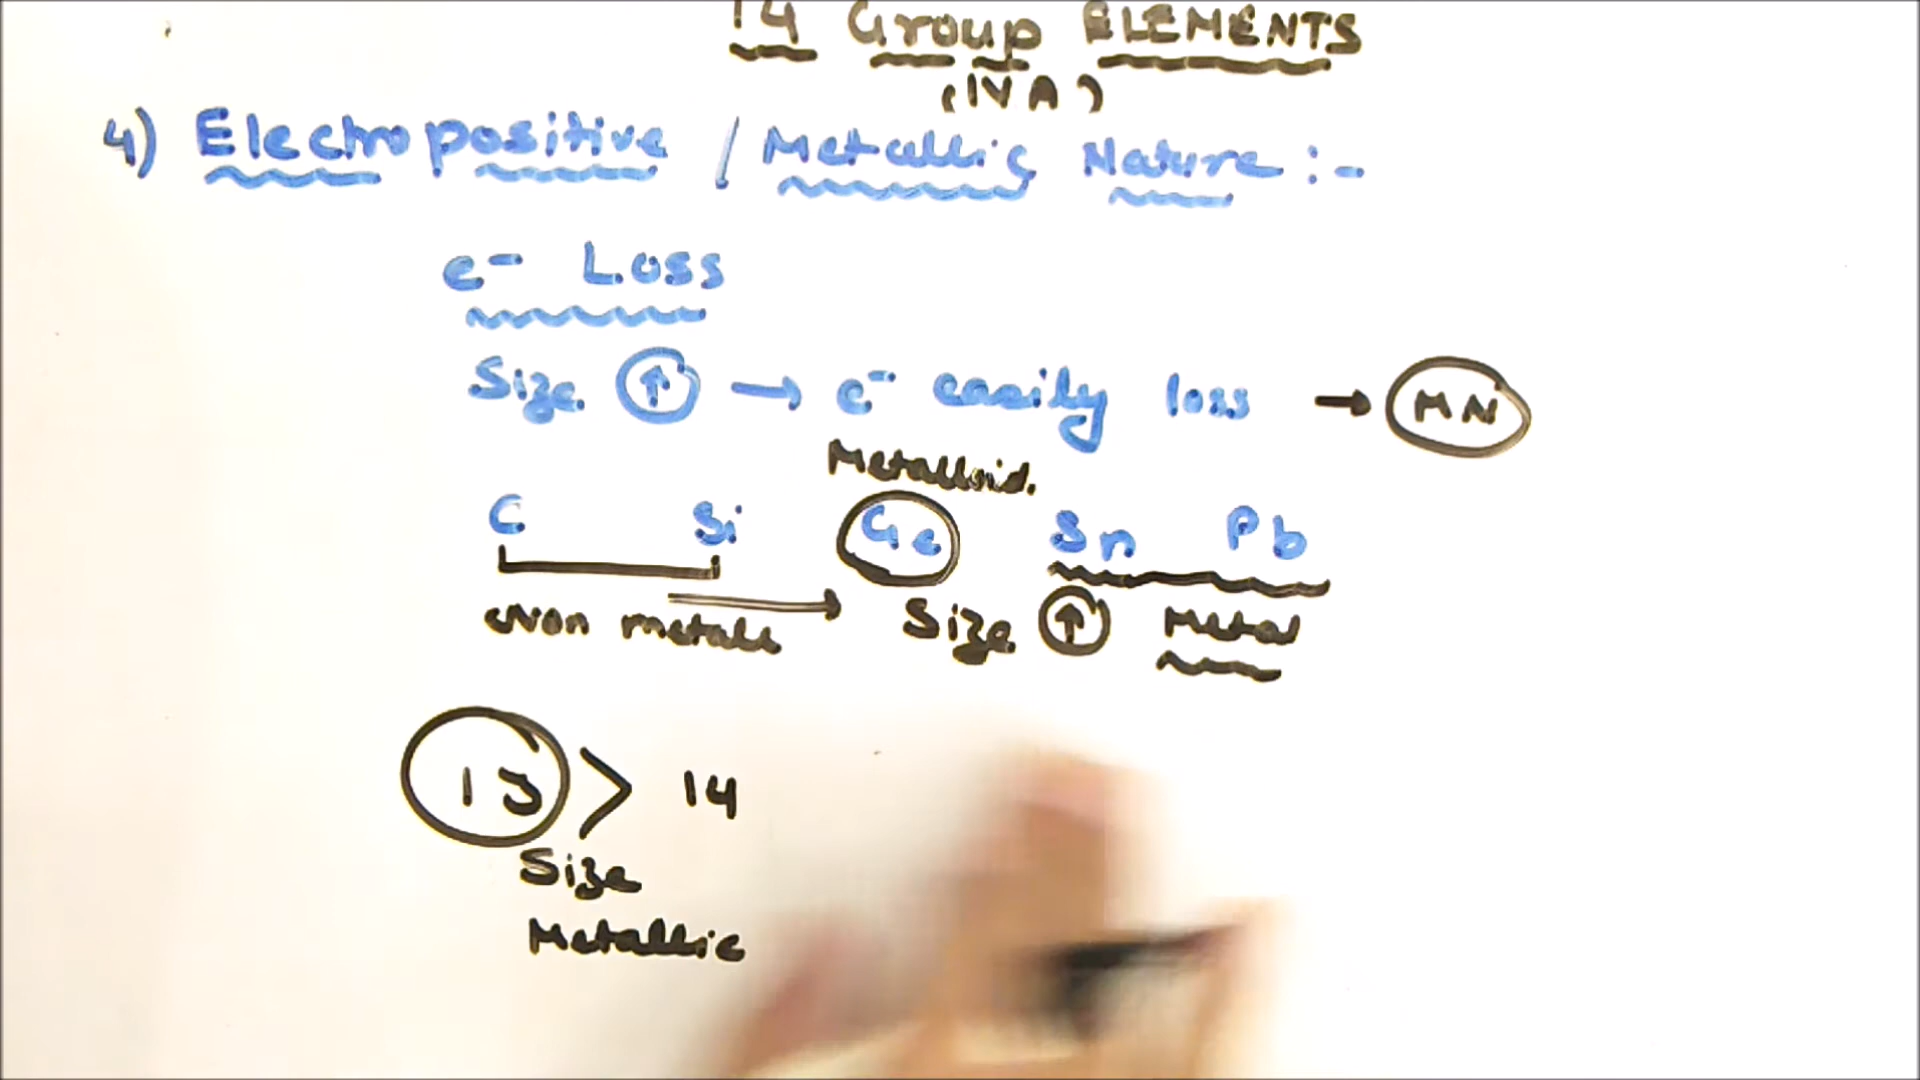 14 Group ELEMENTS
(IVA)
4) Electropositive / Metallic Nature :-
e⁻ Loss
Size ↑ → e⁻ easily loss → MN
Metalloid.
C Si Ge Sn Pb
Non metals → Size ↑ Metal
13 > 14
Size
Metallic